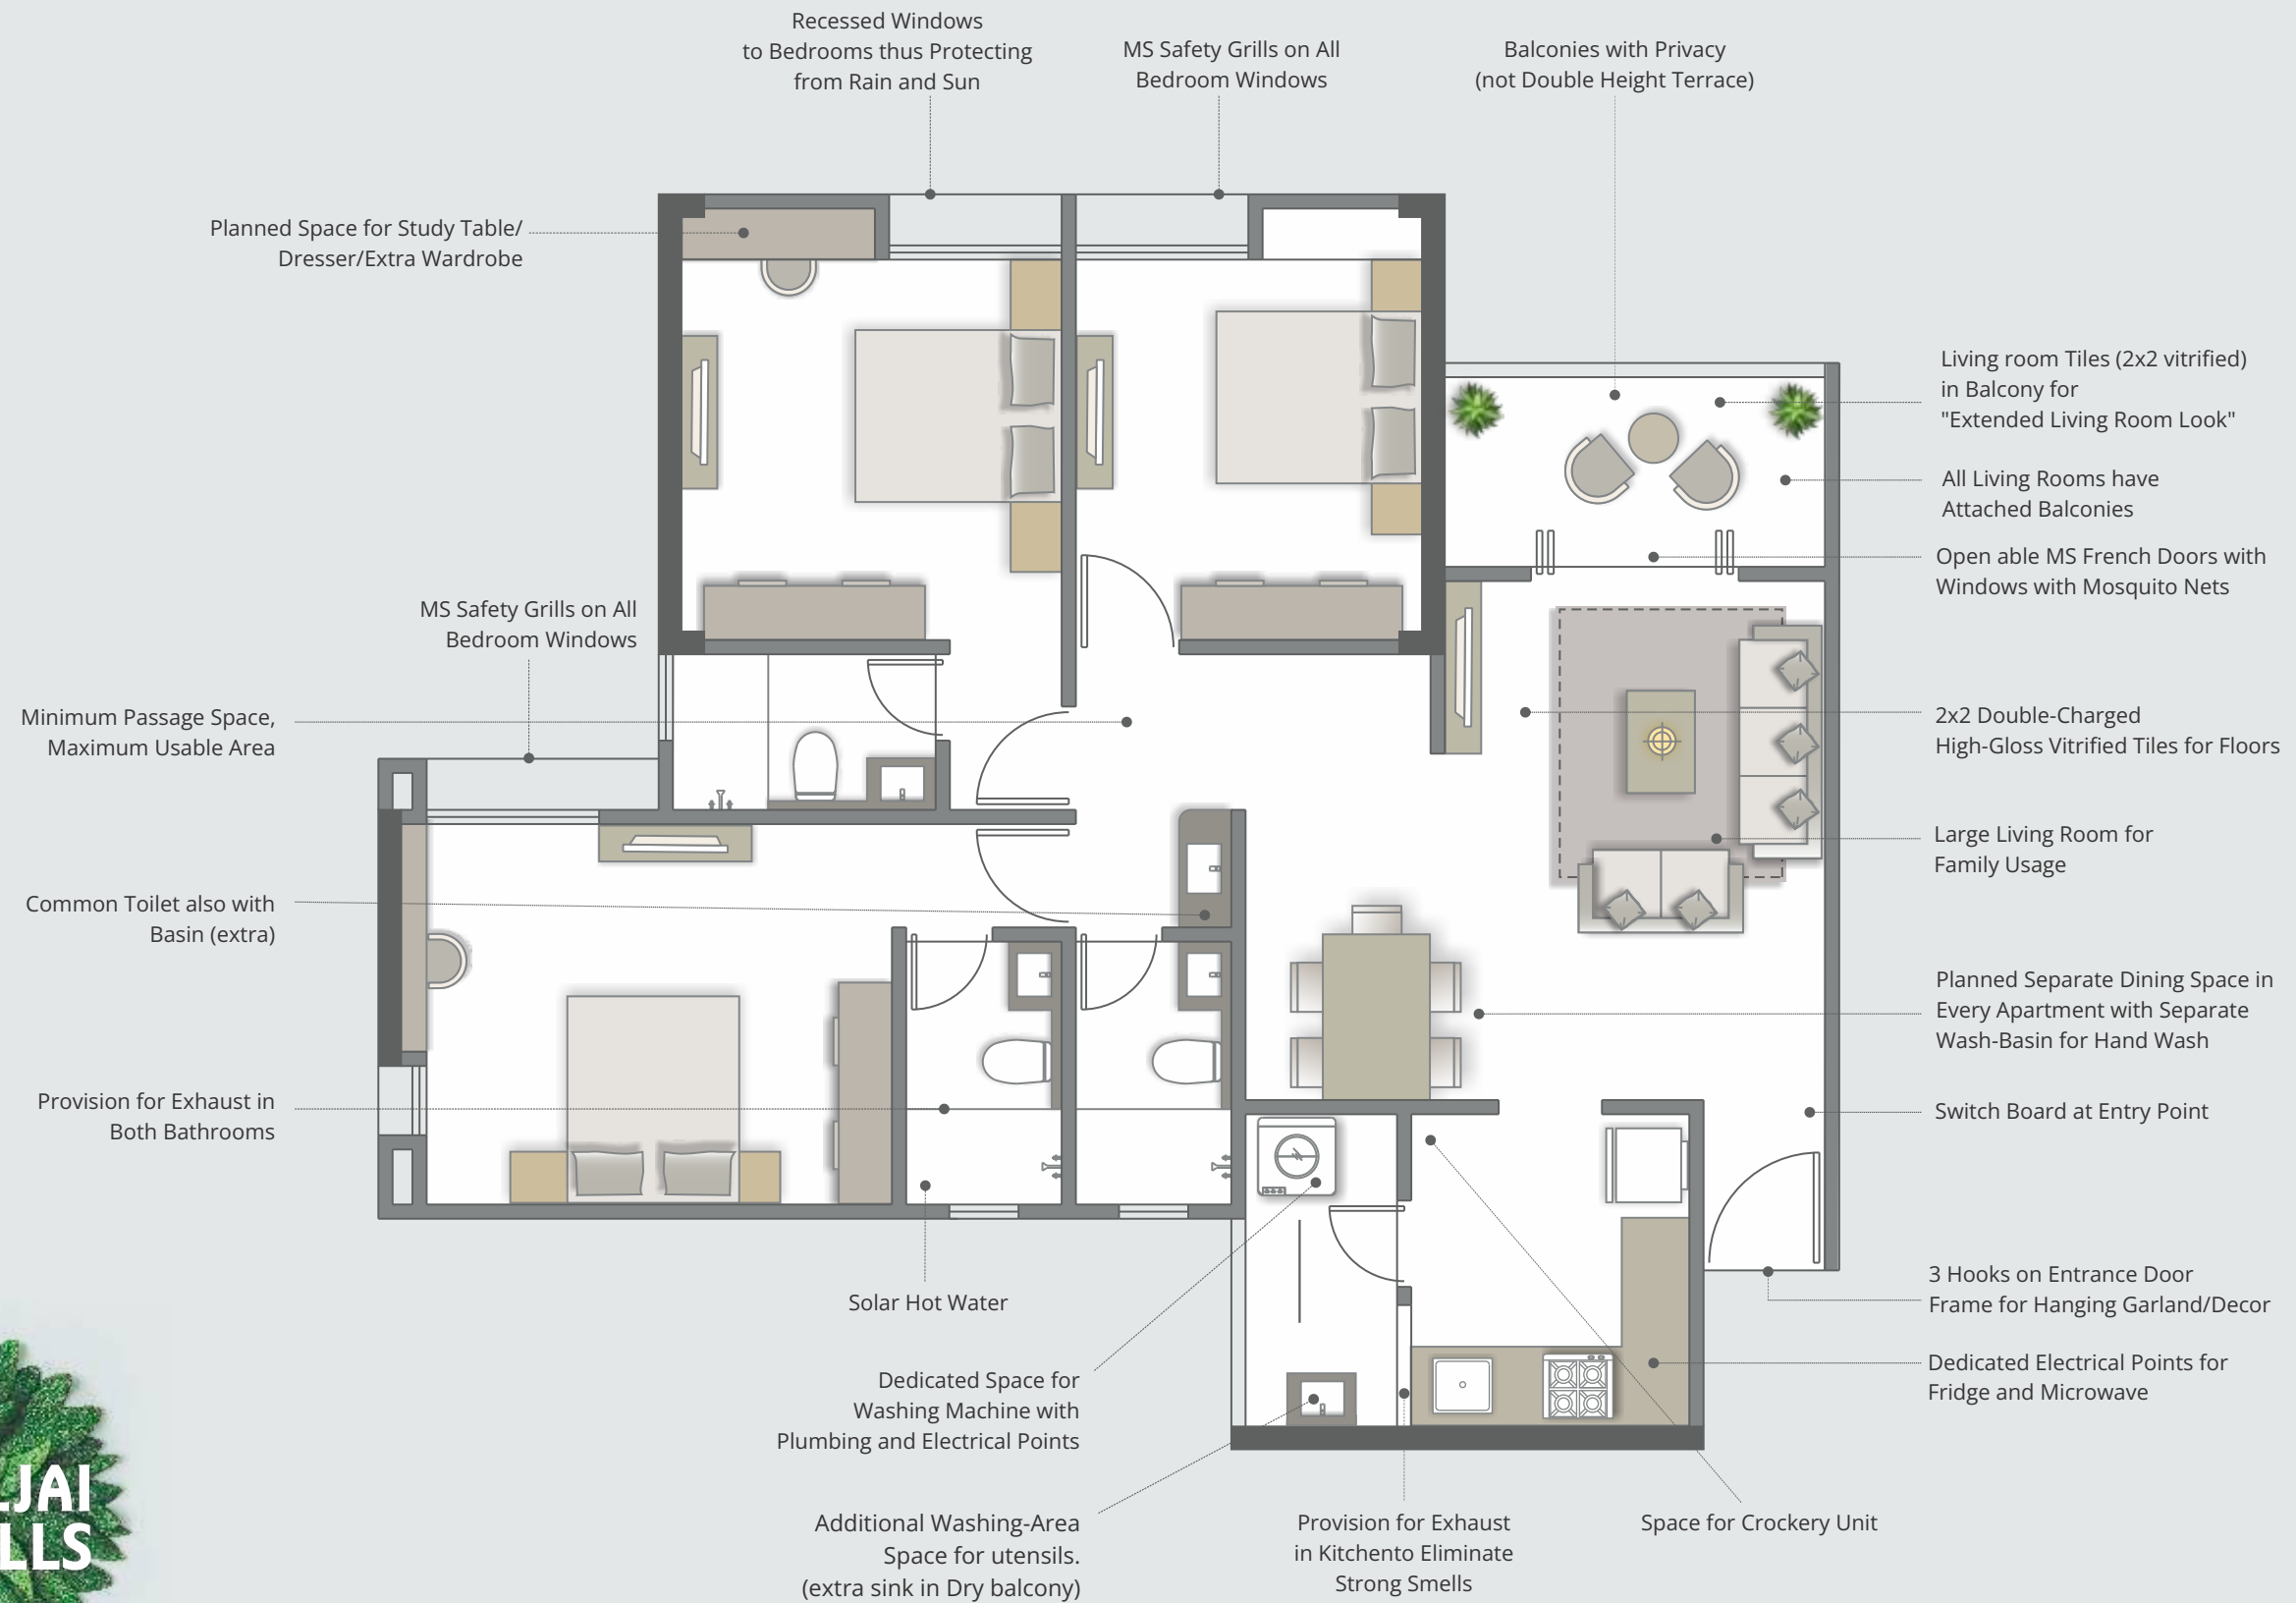 Recessed Windows
to Bedrooms thus Protecting
from Rain and Sun
MS Safety Grills on All
Bedroom Windows
Balconies with Privacy
(not Double Height Terrace)
Planned Space for Study Table/
Dresser/Extra Wardrobe
Living room Tiles (2x2 vitrified)
in Balcony for
"Extended Living Room Look"
All Living Rooms have
Attached Balconies
Open able MS French Doors with
Windows with Mosquito Nets
MS Safety Grills on All
Bedroom Windows
Minimum Passage Space,
Maximum Usable Area
2x2 Double-Charged
High-Gloss Vitrified Tiles for Floors
Large Living Room for
Family Usage
Common Toilet also with
Basin (extra)
Planned Separate Dining Space in
Every Apartment with Separate
Wash-Basin for Hand Wash
Provision for Exhaust in
Both Bathrooms
Switch Board at Entry Point
Solar Hot Water
3 Hooks on Entrance Door
Frame for Hanging Garland/Decor
Dedicated Space for
Washing Machine with
Plumbing and Electrical Points
Dedicated Electrical Points for
Fridge and Microwave
Additional Washing-Area
Space for utensils.
(extra sink in Dry balcony)
Provision for Exhaust
in Kitchento Eliminate
Strong Smells
Space for Crockery Unit